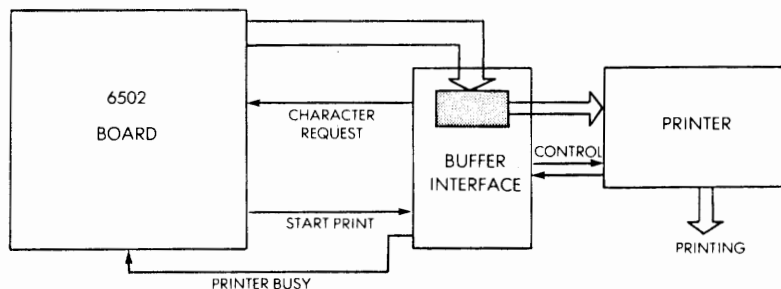 6502
BOARD
CHARACTER
REQUEST
START PRINT
PRINTER BUSY
BUFFER
INTERFACE
CONTROL
PRINTER
PRINTING